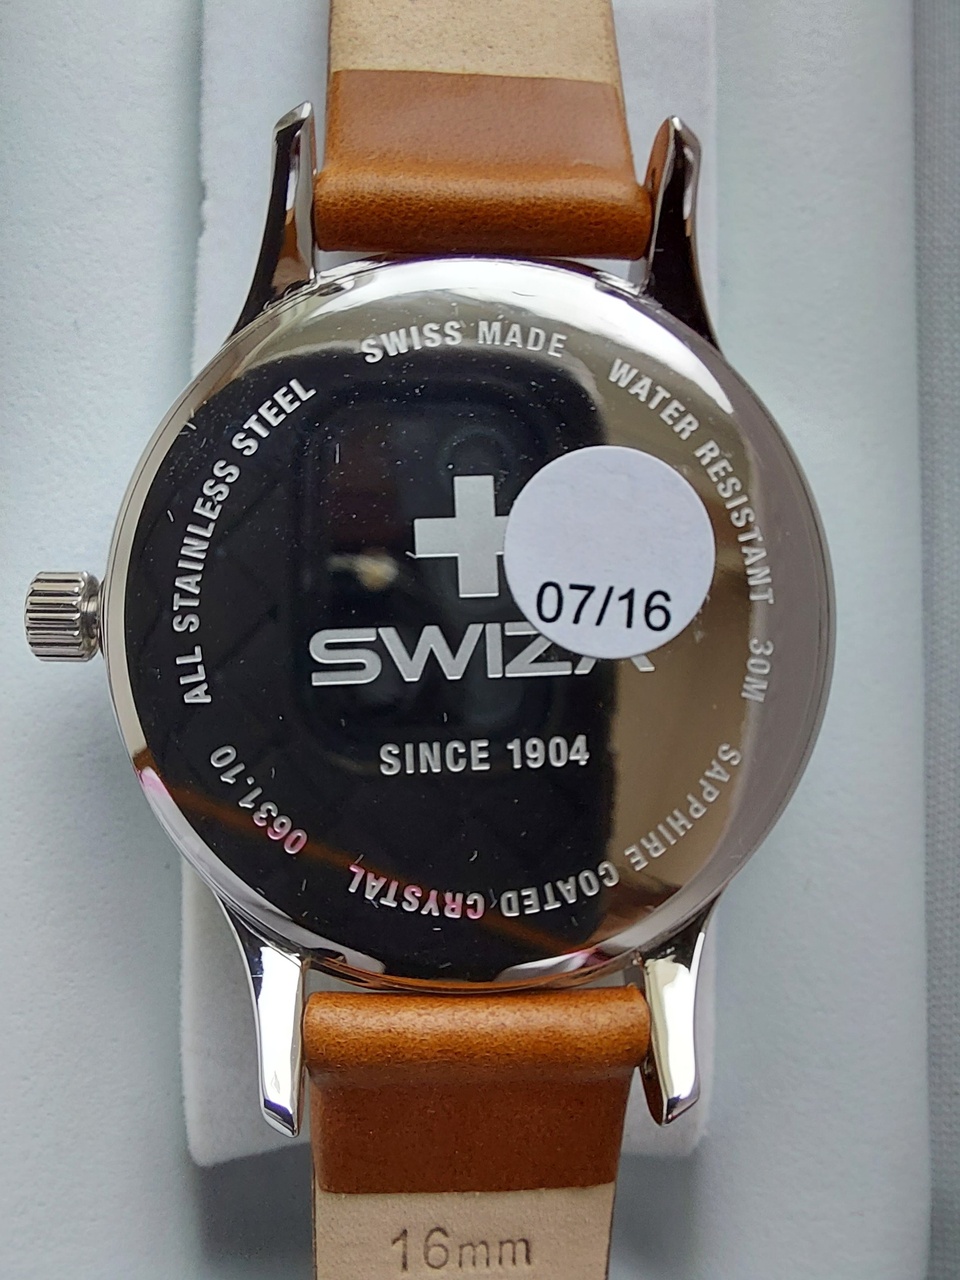 SWISS MADE
WATER RESISTANT 30M
SAPPHIRE COATED CRYSTAL
0631.10
ALL STAINLESS STEEL
07/16
SWIZA
SINCE 1904
16mm